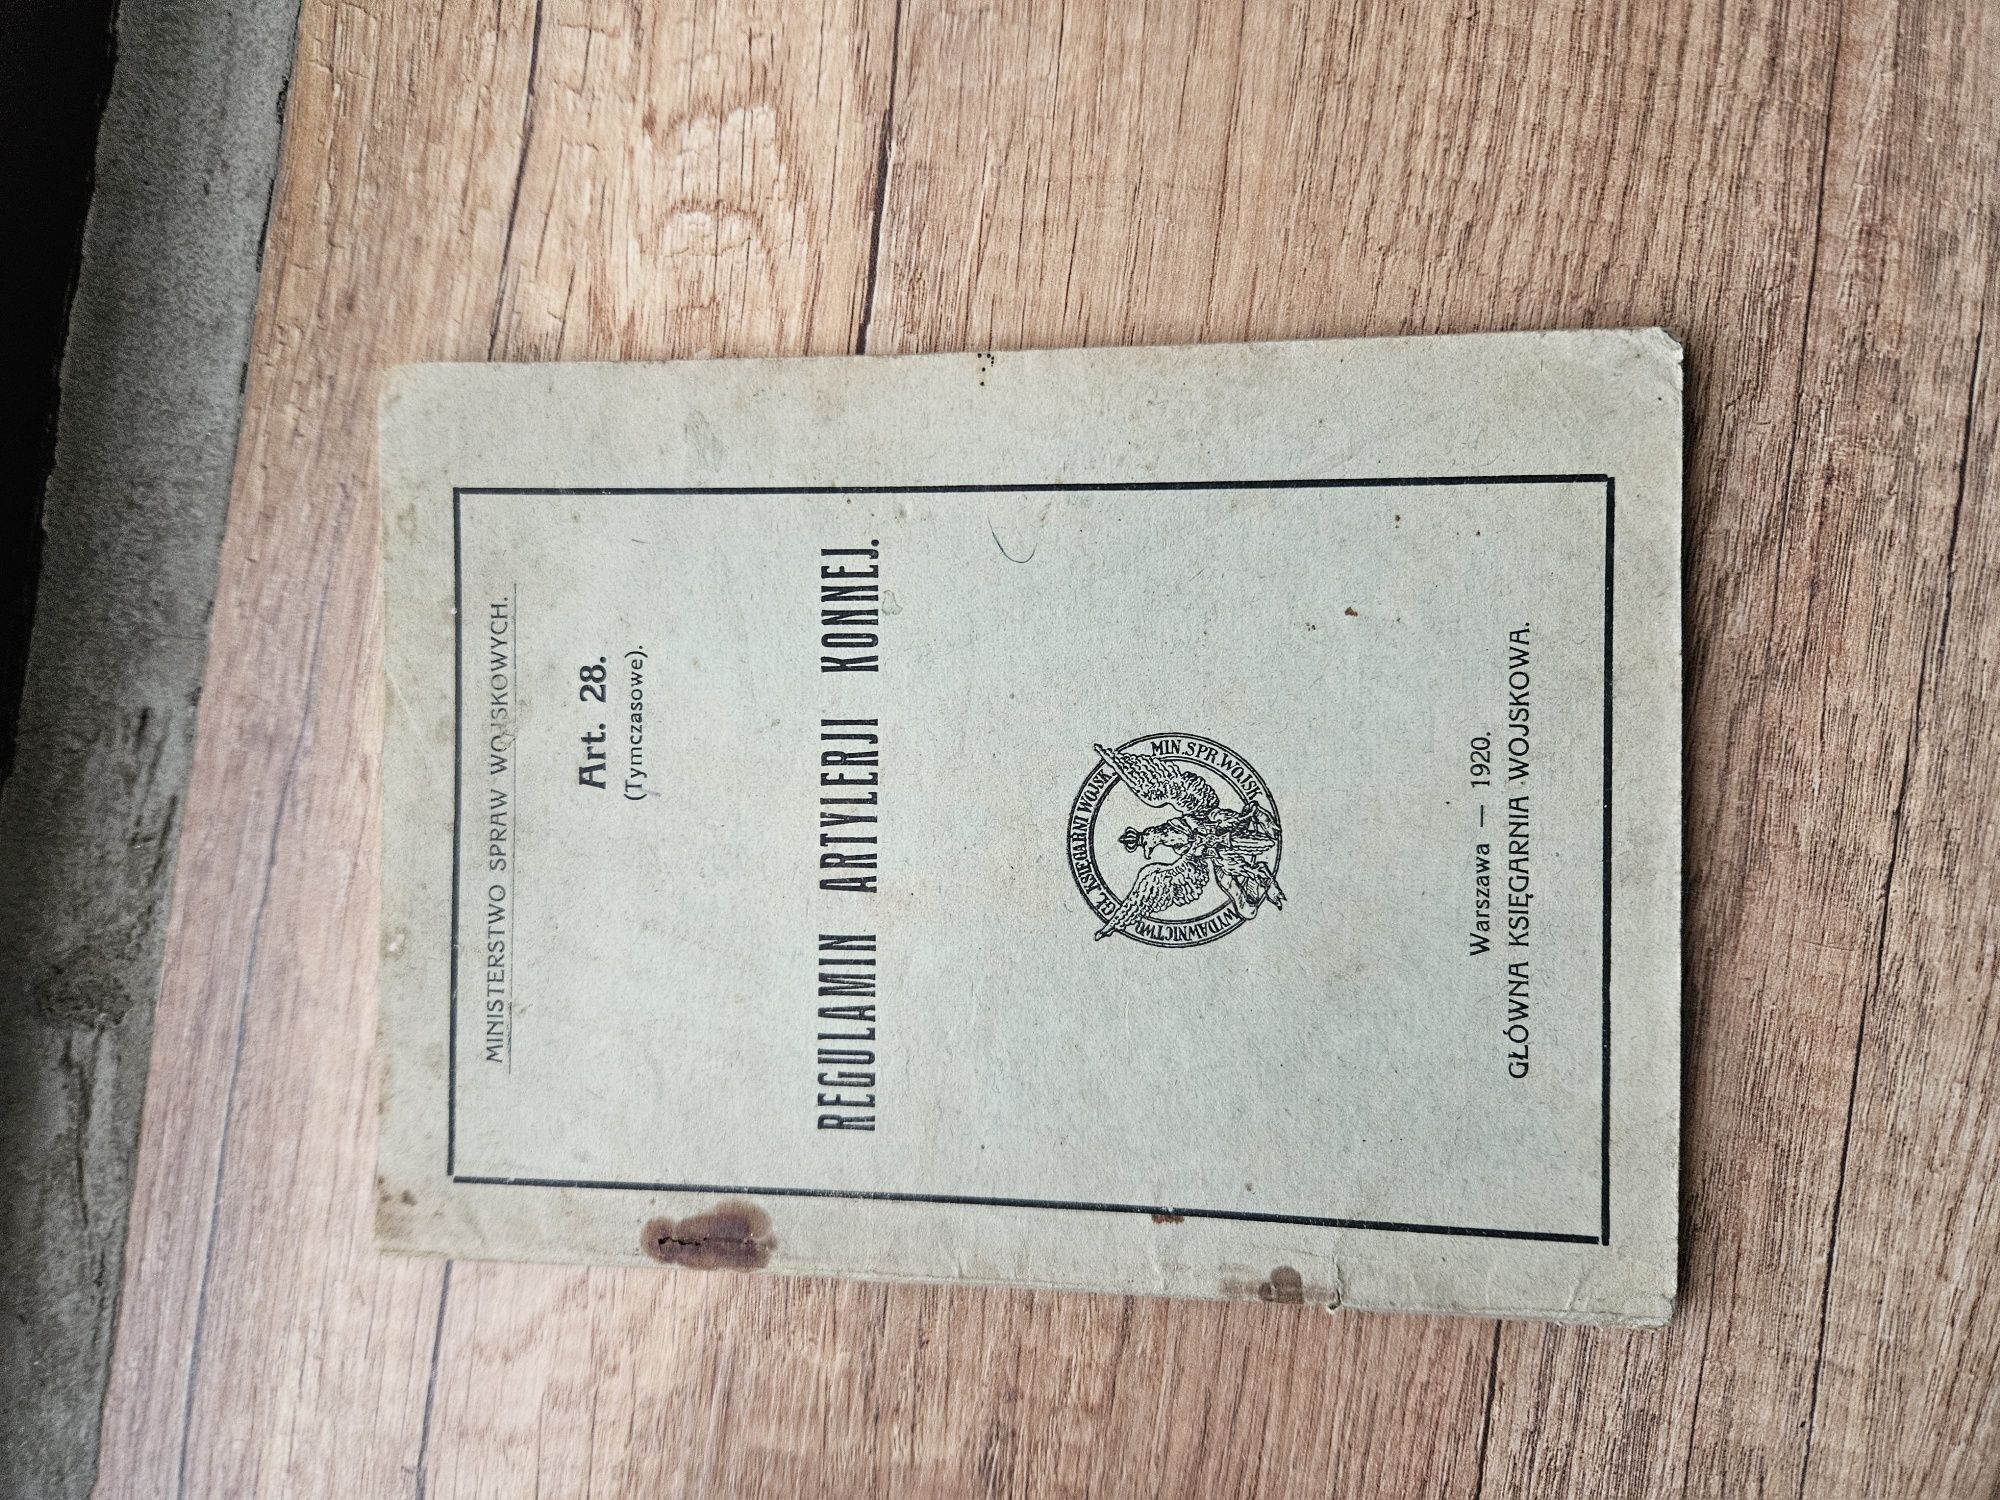 MINISTERSTWO SPRAW WOJSKOWYCH.
Art. 28.
(Tymczasowe).
REGULAMIN ARTYLERJI KONNEJ.
WYDAWNICTWO GŁ. KSIĘGARNI WOJSK. MIN. SPR. WOJSK.
Warszawa — 1920.
GŁÓWNA KSIĘGARNIA WOJSKOWA.